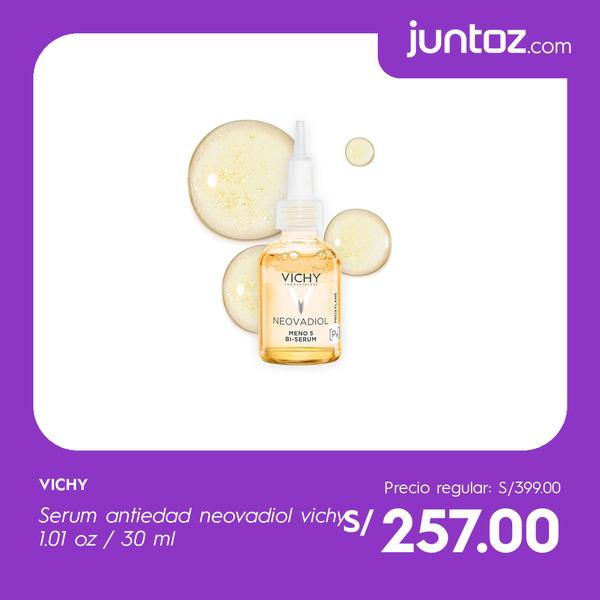 juntoz.com
VICHY
LABORATOIRES
NEOVADIOL
MENO 5
BI-SERUM
PROXYLANE
VICHY
Serum antiedad neovadiol vichy
1.01 oz / 30 ml
Precio regular: S/399.00
S/ 257.00